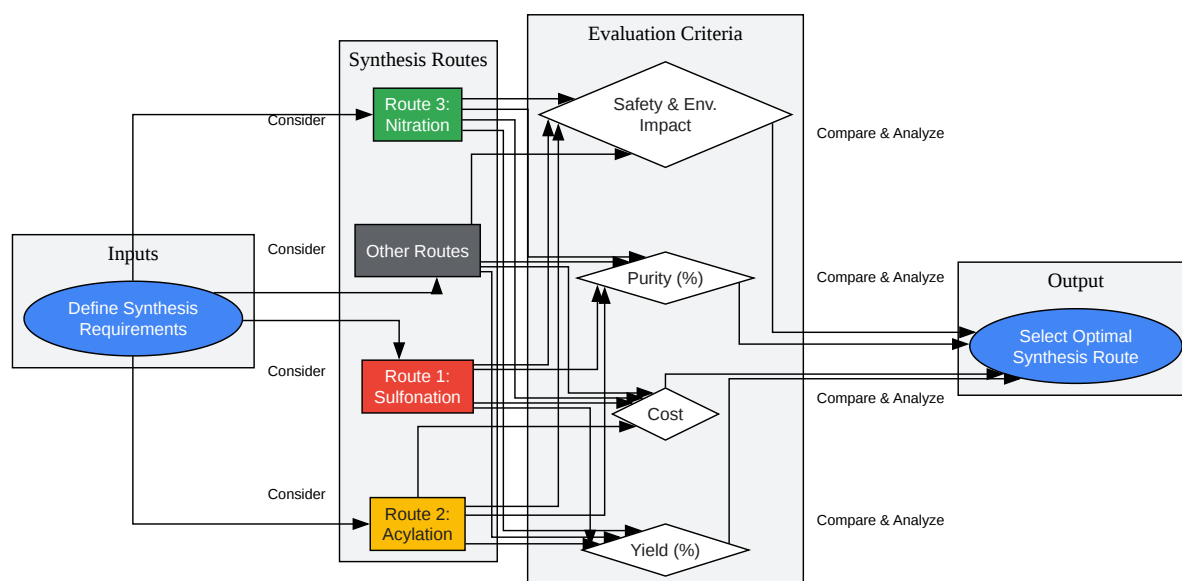 Evaluation Criteria
Synthesis Routes
Route 3:
Nitration
Safety & Env.
Impact
Consider
Compare & Analyze
Inputs
Consider
Other Routes
Purity (%)
Compare & Analyze
Output
Define Synthesis
Requirements
Select Optimal
Synthesis Route
Consider
Route 1:
Sulfonation
Cost
Compare & Analyze
Consider
Route 2:
Acylation
Yield (%)
Compare & Analyze